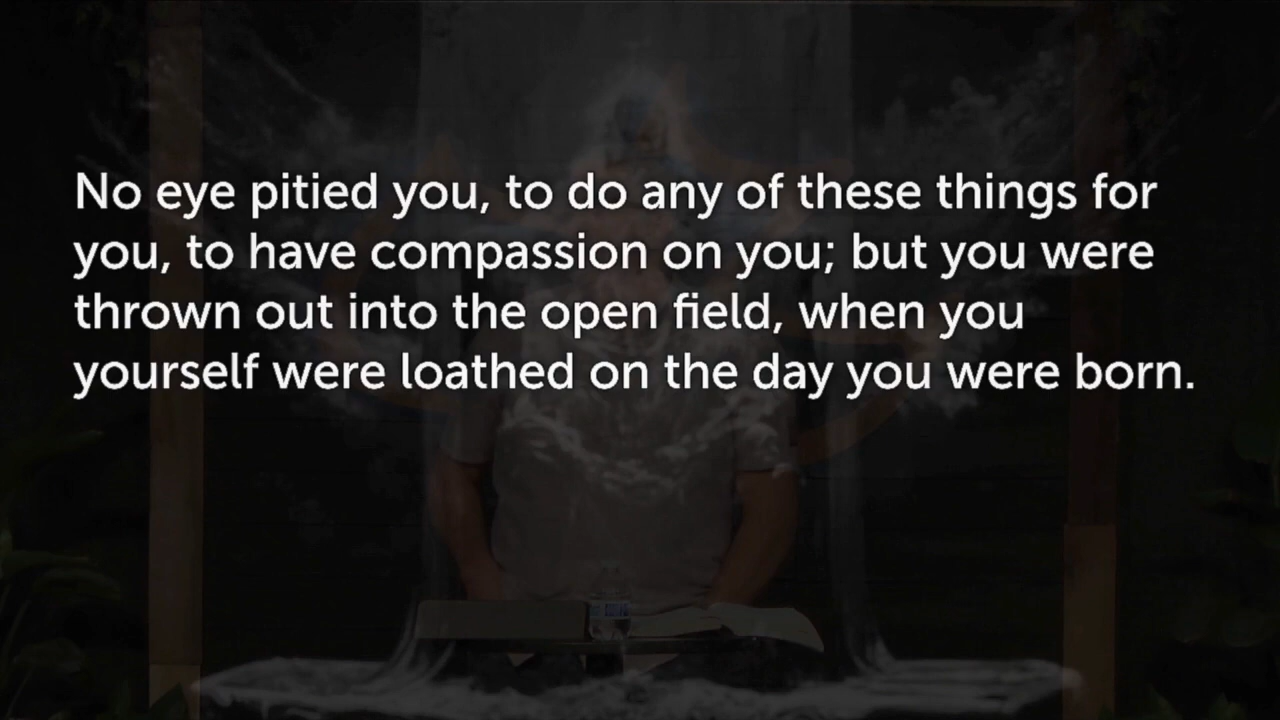 No eye pitied you, to do any of these things for
you, to have compassion on you; but you were
thrown out into the open field, when you
yourself were loathed on the day you were born.